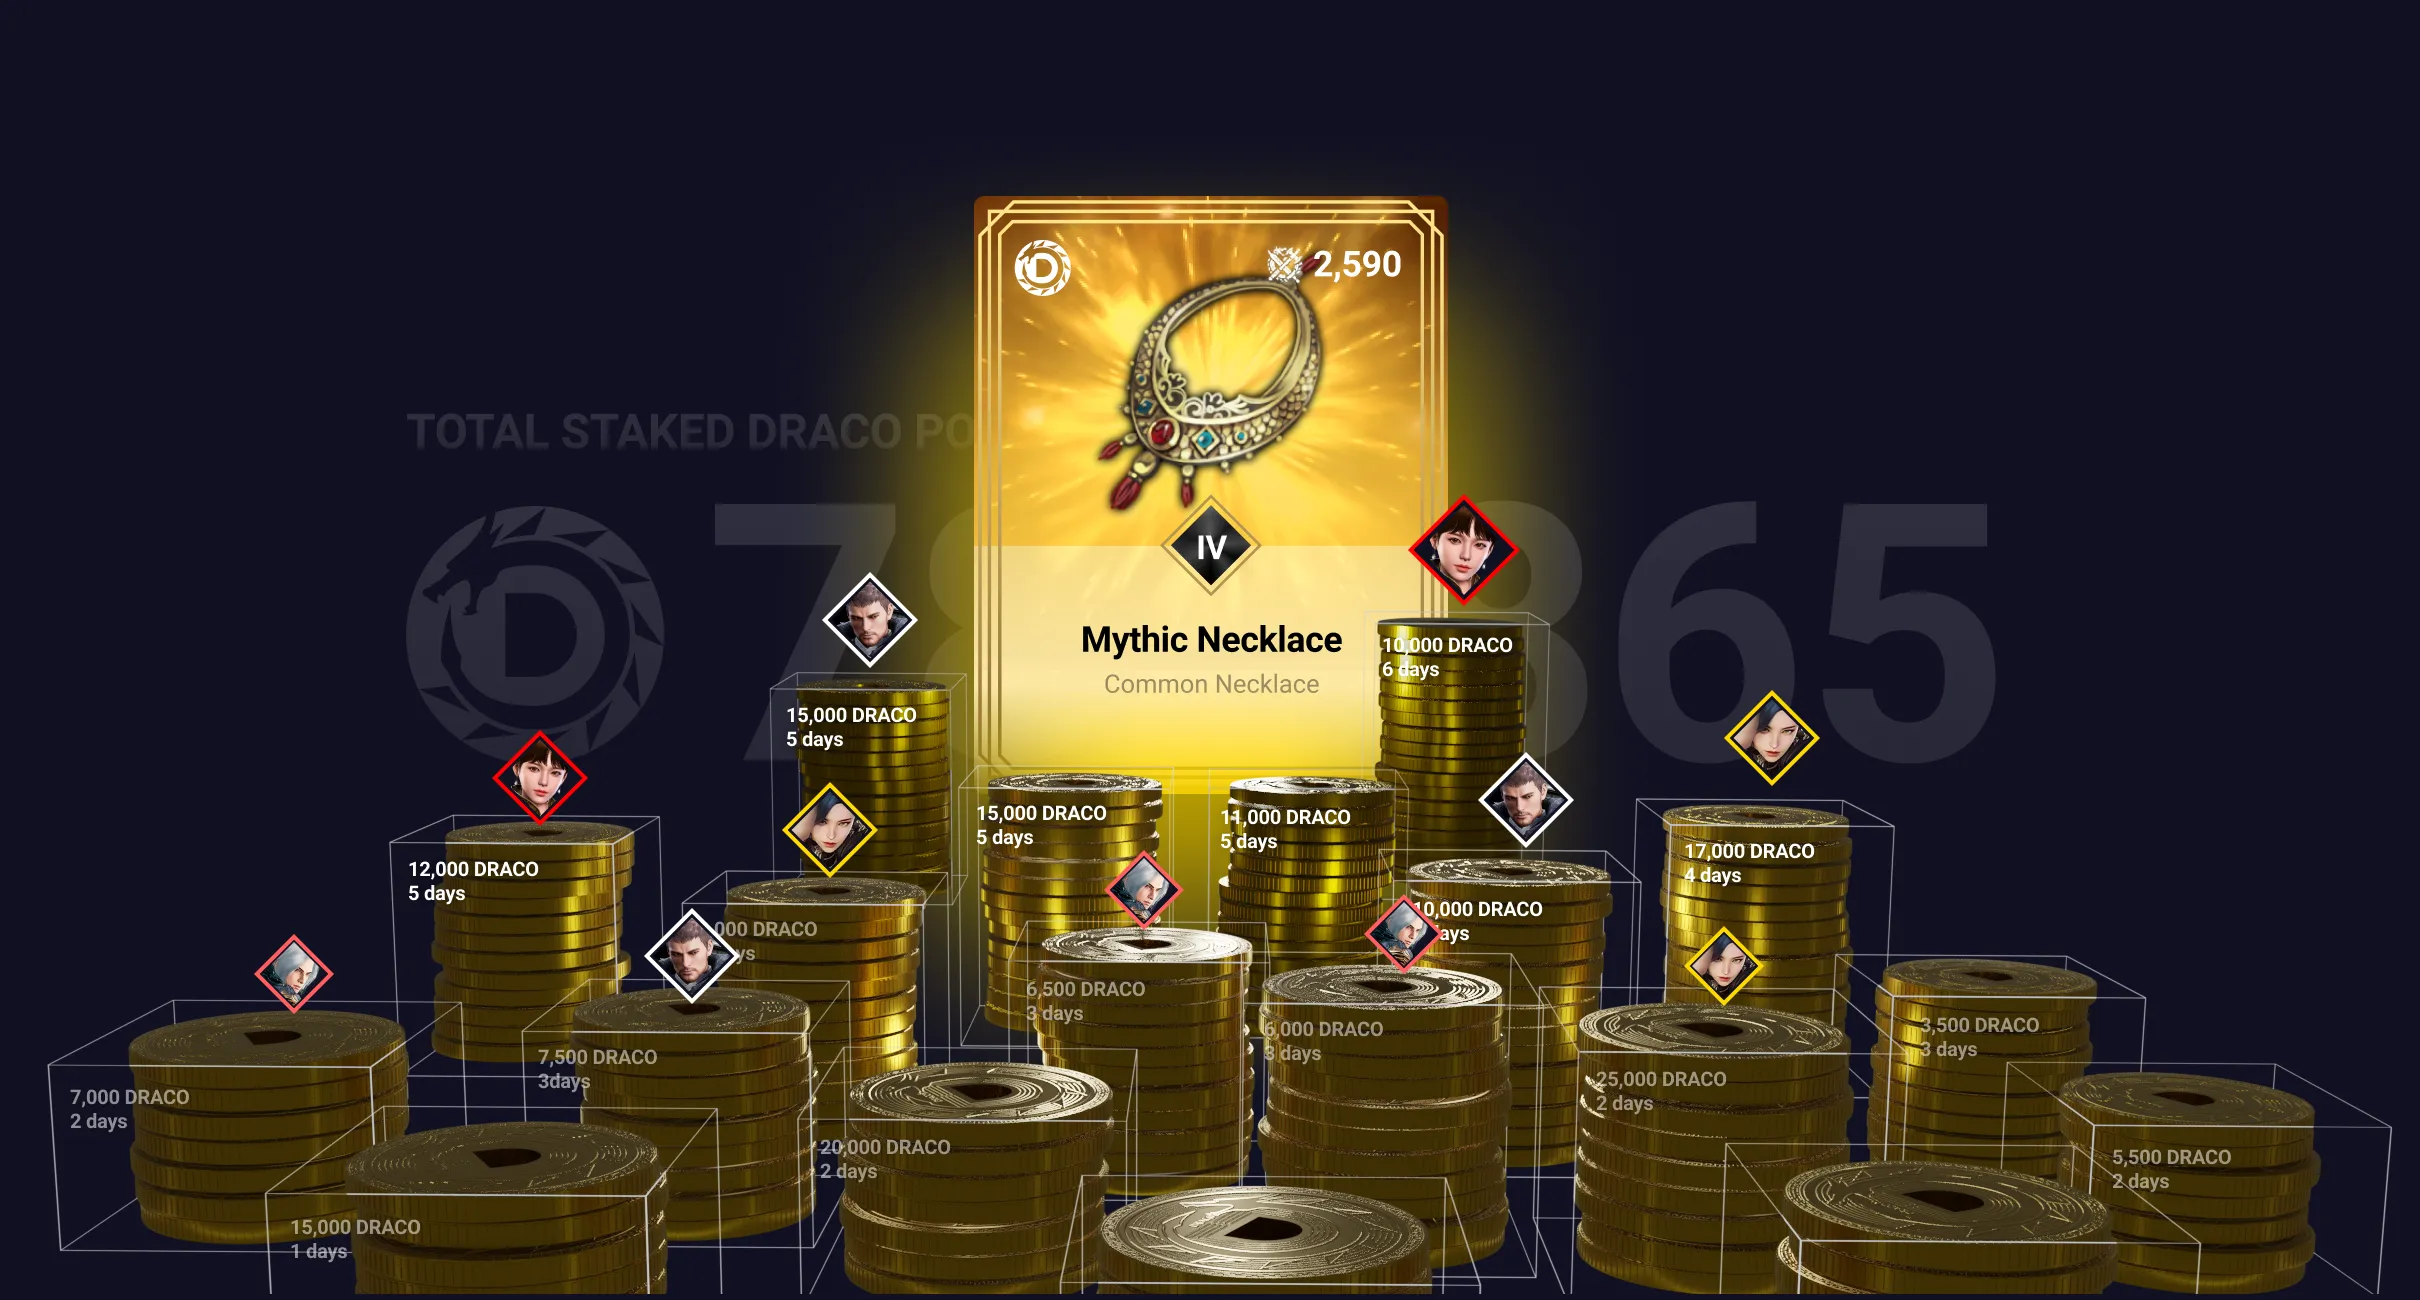 2,590
TOTAL STAKED DRACO
IV
Mythic Necklace
Common Necklace
10,000 DRACO
6 days
15,000 DRACO
5 days
15,000 DRACO
5 days
11,000 DRACO
5 days
17,000 DRACO
4 days
12,000 DRACO
5 days
10,000 DRACO
000 DRACO
6,500 DRACO
3 days
6,000 DRACO
3 days
3,500 DRACO
3 days
7,500 DRACO
3days
25,000 DRACO
2 days
7,000 DRACO
2 days
20,000 DRACO
2 days
5,500 DRACO
2 days
15,000 DRACO
1 days